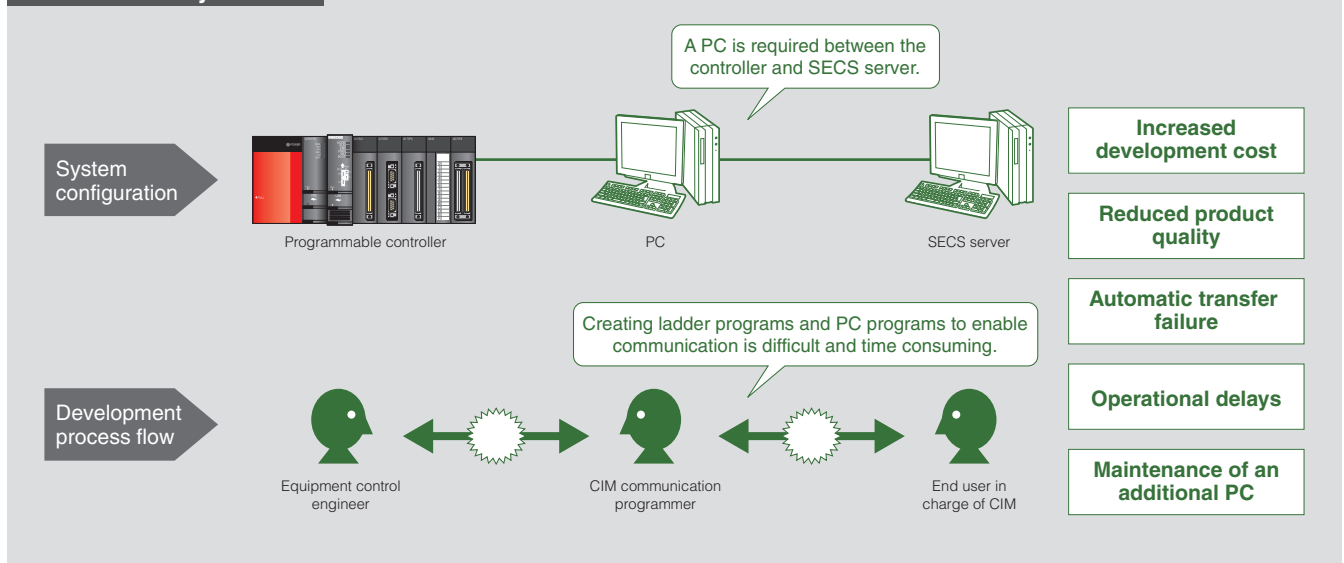 A PC is required between the
controller and SECS server.
System
configuration
Programmable controller
PC
SECS server
Increased
development cost
Reduced product
quality
Automatic transfer
failure
Operational delays
Maintenance of an
additional PC
Creating ladder programs and PC programs to enable
communication is difficult and time consuming.
Development
process flow
Equipment control
engineer
CIM communication
programmer
End user in
charge of CIM